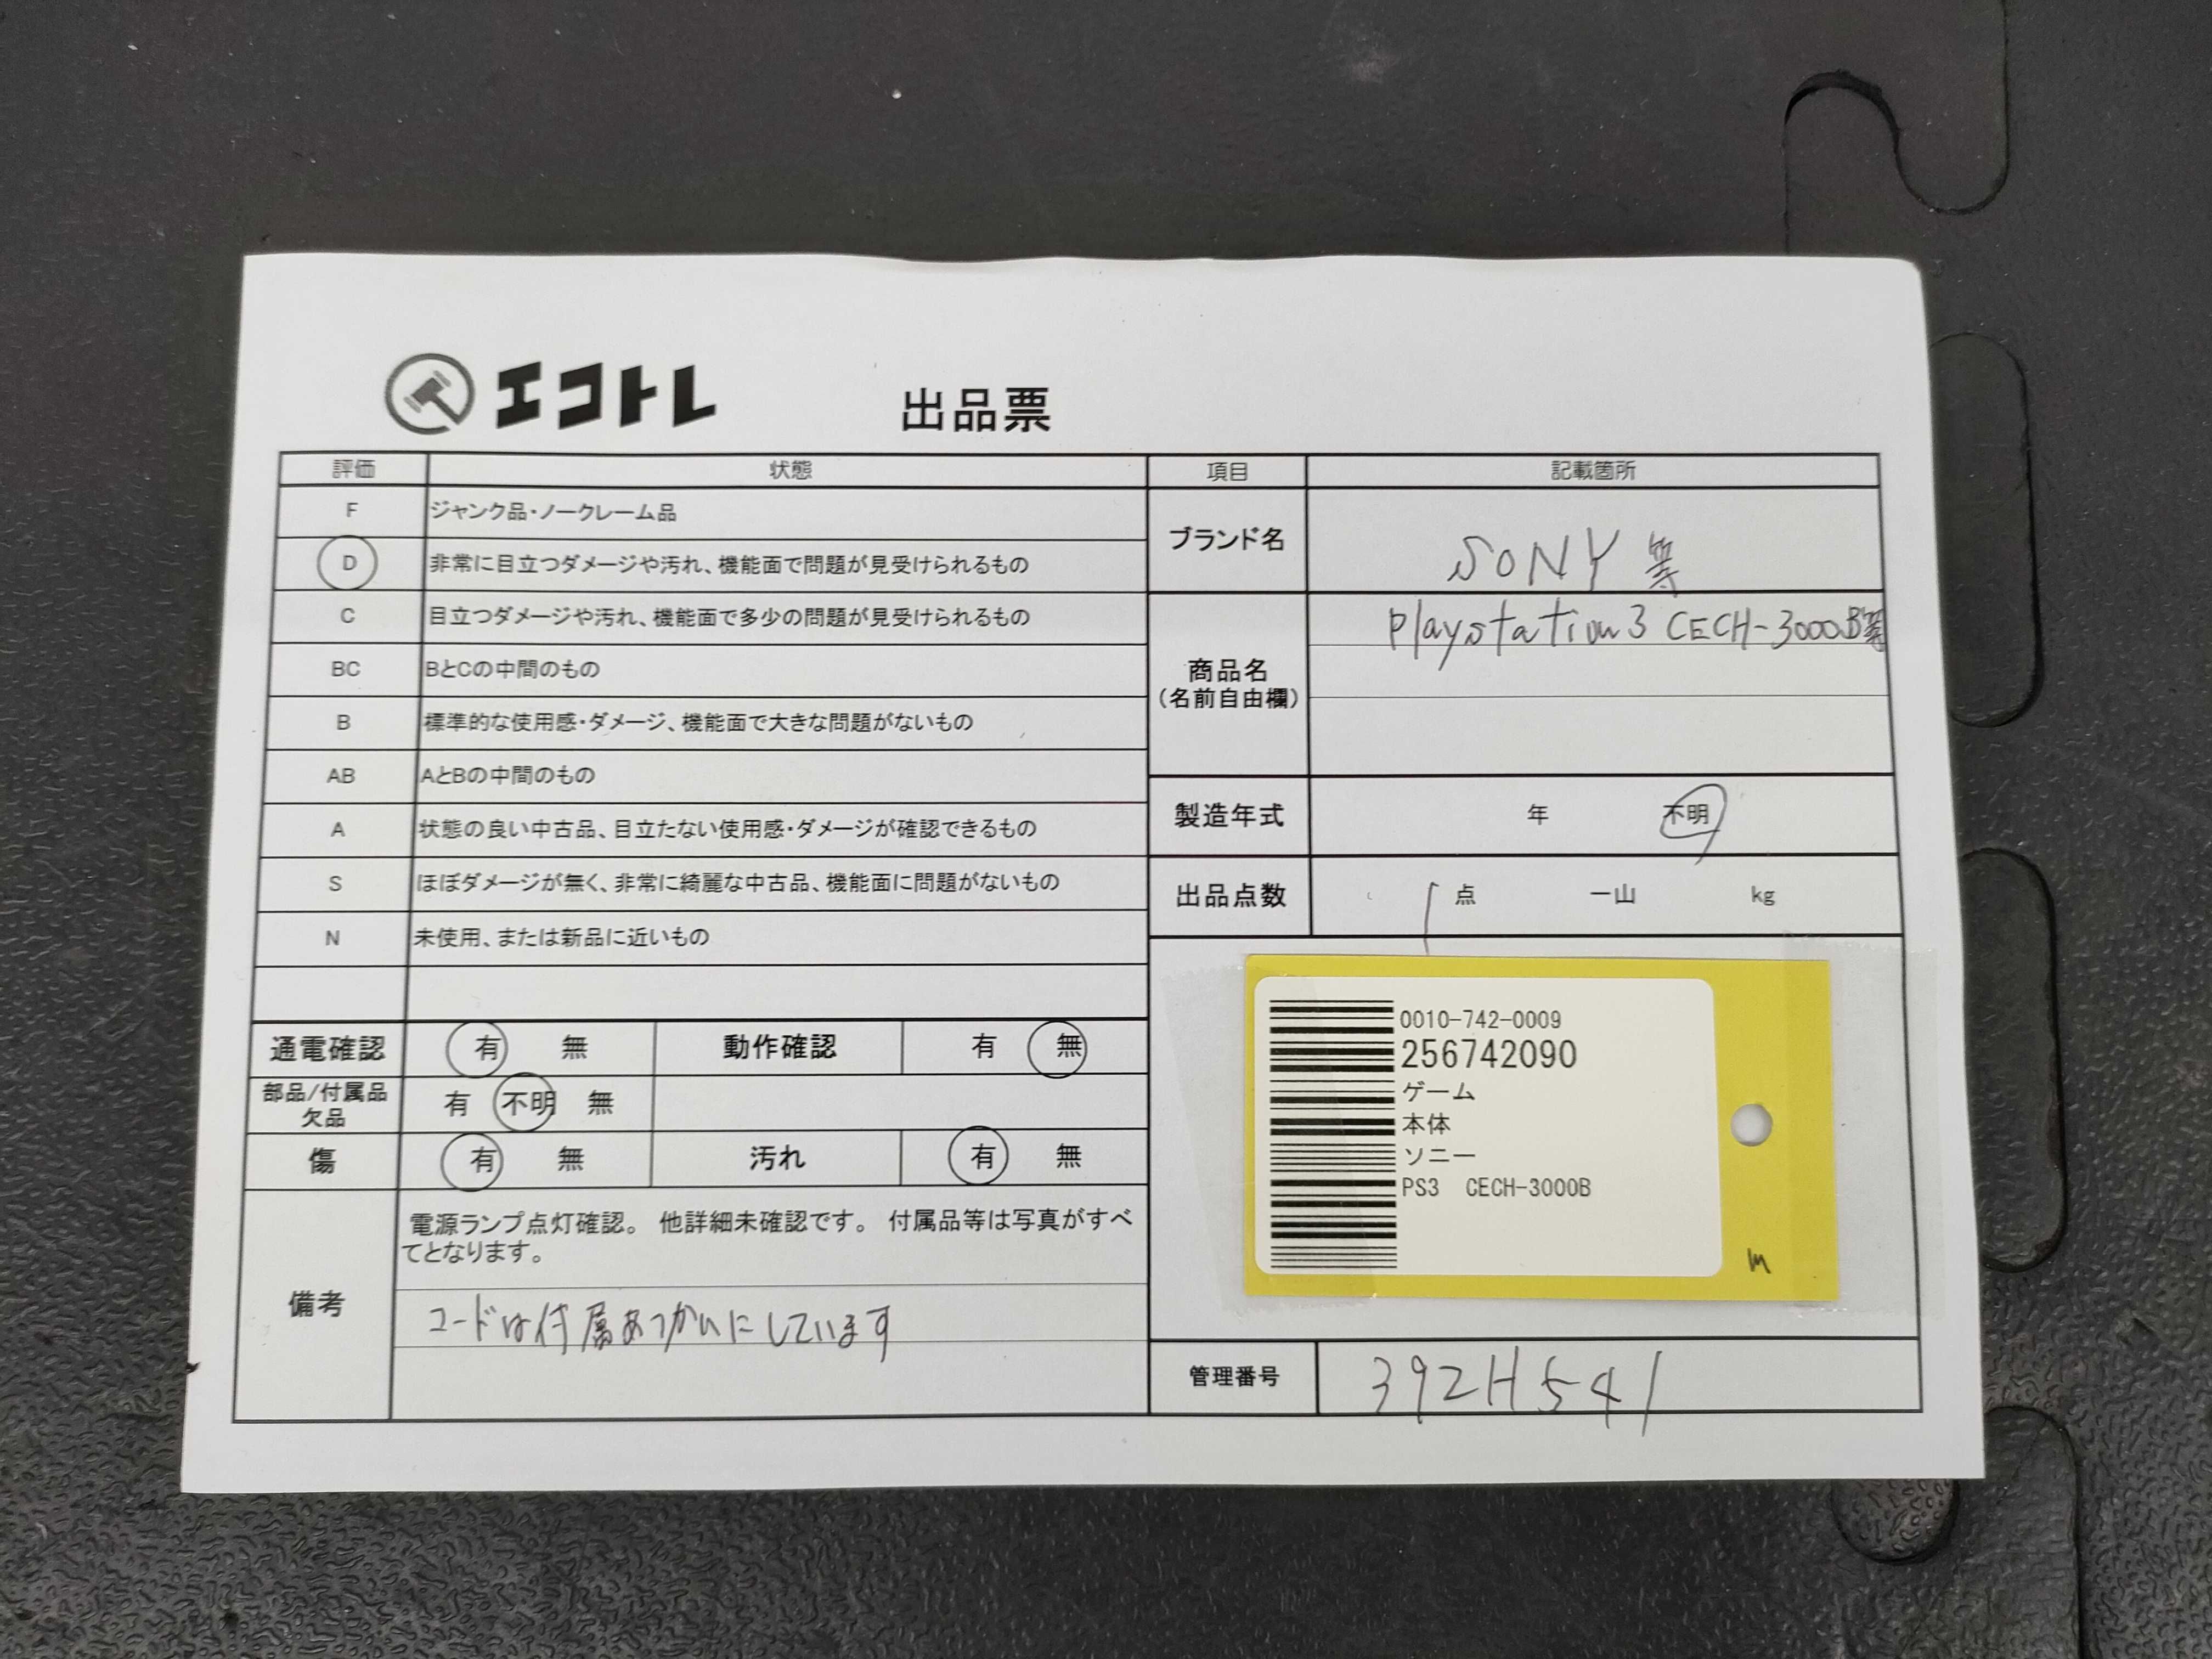 エコトレ 出品票
評価 状態
F ジャンク品・ノークレーム品
D 非常に目立つダメージや汚れ、機能面で問題が見受けられるもの
C 目立つダメージや汚れ、機能面で多少の問題が見受けられるもの
BC BとCの中間のもの
B 標準的な使用感・ダメージ、機能面で大きな問題がないもの
AB AとBの中間のもの
A 状態の良い中古品、目立たない使用感・ダメージが確認できるもの
S ほぼダメージが無く、非常に綺麗な中古品、機能面に問題がないもの
N 未使用、または新品に近いもの
通電確認 有 無 動作確認 有 無
部品/付属品
欠品 有 不明 無
傷 有 無 汚れ 有 無
備考
電源ランプ点灯確認。 他詳細未確認です。 付属品等は写真がすべ
てとなります。
コードは付属あつかいにしています
項目 記載箇所
ブランド名 SONY 等
商品名
(名前自由欄)
Playstation3 CECH-3000B等
製造年式 年 不明
出品点数 1 点 一山 kg
0010-742-0009
256742090
ゲーム
本体
ソニー
PS3 CECH-3000B
m
管理番号 392H541